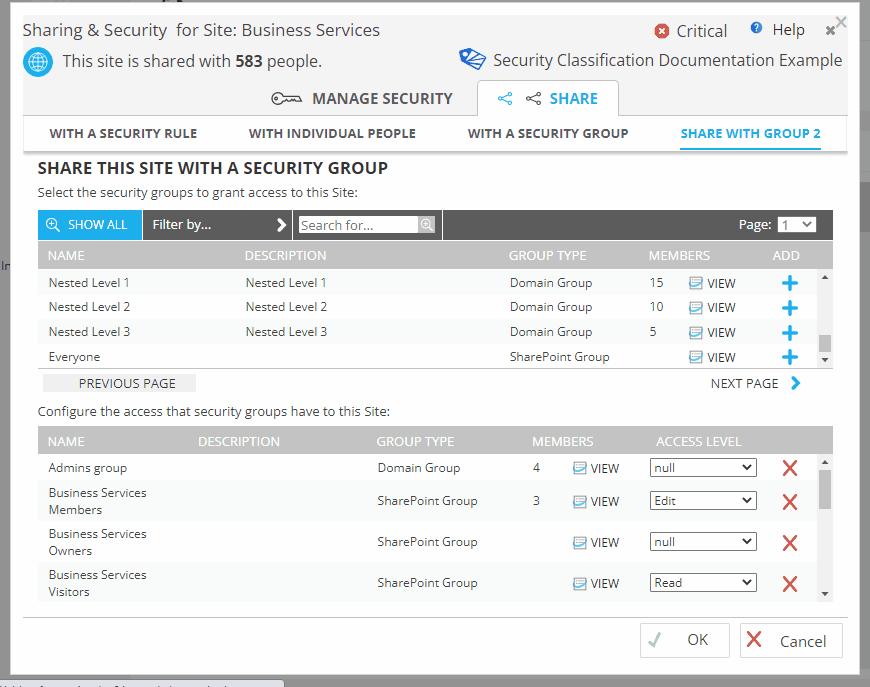 Sharing & Security for Site: Business Services
Critical
Help
This site is shared with 583 people.
Security Classification Documentation Example
MANAGE SECURITY
SHARE
WITH A SECURITY RULE
WITH INDIVIDUAL PEOPLE
WITH A SECURITY GROUP
SHARE WITH GROUP 2
SHARE THIS SITE WITH A SECURITY GROUP
Select the security groups to grant access to this Site:
SHOW ALL Filter by... Search for... Page: 1
NAME DESCRIPTION GROUP TYPE MEMBERS ADD
Nested Level 1 Nested Level 1 Domain Group 15 VIEW
Nested Level 2 Nested Level 2 Domain Group 10 VIEW
Nested Level 3 Nested Level 3 Domain Group 5 VIEW
Everyone SharePoint Group VIEW
PREVIOUS PAGE NEXT PAGE
Configure the access that security groups have to this Site:
NAME DESCRIPTION GROUP TYPE MEMBERS ACCESS LEVEL
Admins group Domain Group 4 VIEW null
Business Services
Members SharePoint Group 3 VIEW Edit
Business Services
Owners SharePoint Group VIEW null
Business Services
Visitors SharePoint Group VIEW Read
OK Cancel